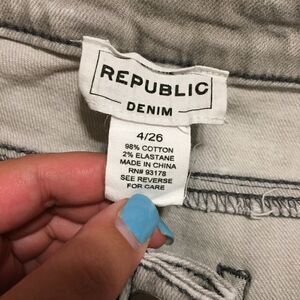 REPUBLIC
DENIM
4/26
98% COTTON
2% ELASTANE
MADE IN CHINA
RN# 93178
SEE REVERSE
FOR CARE